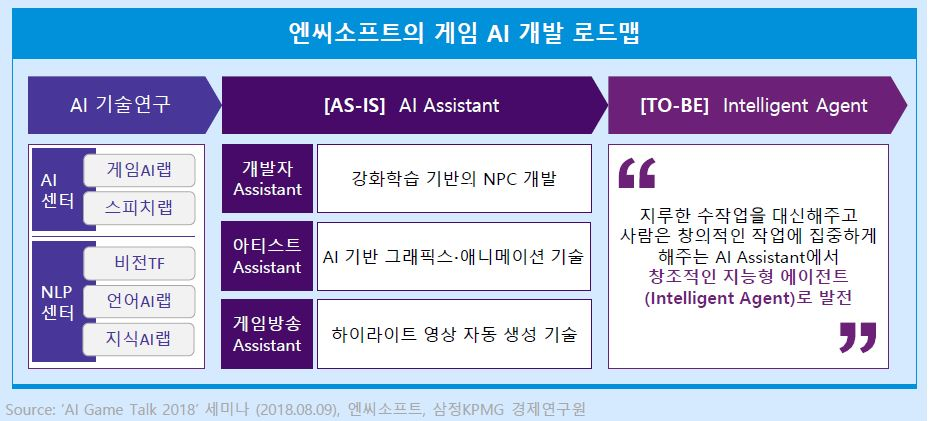 엔씨소프트의 게임 AI 개발 로드맵
AI 기술연구
[AS-IS] AI Assistant
[TO-BE] Intelligent Agent
AI
센터
게임AI랩
스피치랩
NLP
센터
비전TF
언어AI랩
지식AI랩
개발자
Assistant
강화학습 기반의 NPC 개발
아티스트
Assistant
AI 기반 그래픽스·애니메이션 기술
게임방송
Assistant
하이라이트 영상 자동 생성 기술
“
지루한 수작업을 대신해주고
사람은 창의적인 작업에 집중하게
해주는 AI Assistant에서
창조적인 지능형 에이전트
(Intelligent Agent)로 발전
”
Source: ‘AI Game Talk 2018’ 세미나 (2018.08.09), 엔씨소프트, 삼정KPMG 경제연구원